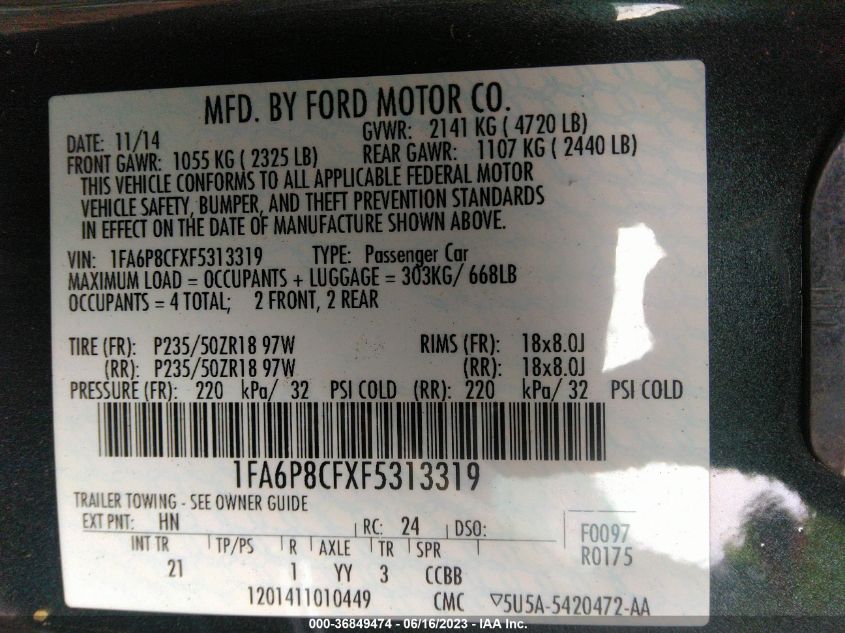 MFD. BY FORD MOTOR CO.
DATE: 11/14
GVWR: 2141 KG ( 4720 LB)
FRONT GAWR: 1055 KG ( 2325 LB)
REAR GAWR: 1107 KG ( 2440 LB)
THIS VEHICLE CONFORMS TO ALL APPLICABLE FEDERAL MOTOR
VEHICLE SAFETY, BUMPER, AND THEFT PREVENTION STANDARDS
IN EFFECT ON THE DATE OF MANUFACTURE SHOWN ABOVE.
VIN: 1FA6P8CFXF5313319 TYPE: Passenger Car
MAXIMUM LOAD = OCCUPANTS + LUGGAGE = 303KG/ 668LB
OCCUPANTS = 4 TOTAL; 2 FRONT, 2 REAR
TIRE (FR): P235/50ZR18 97W RIMS (FR): 18x8.0J
(RR): P235/50ZR18 97W (RR): 18x8.0J
PRESSURE (FR): 220 kPa/ 32 PSI COLD (RR): 220 kPa/ 32 PSI COLD
1FA6P8CFXF5313319
TRAILER TOWING - SEE OWNER GUIDE
EXT PNT: HN RC: 24 DSO:
F0097
R0175
INT TR TP/PS R AXLE TR SPR
21 1 YY 3 CCBB
1201411010449 CMC ▽5U5A-5420472-AA
000-36849474 — 06/16/2023 — IAA Inc.